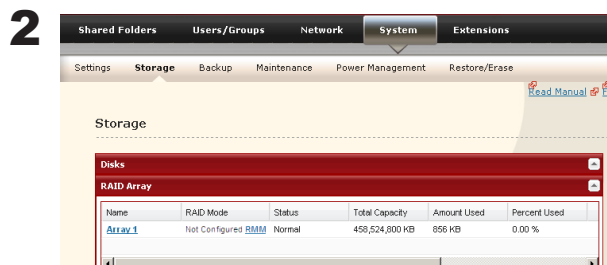 2
Shared Folders Users/Groups Network System Extensions
Settings Storage Backup Maintenance Power Management Restore/Erase
Read Manual
Storage
Disks
RAID Array
Name RAID Mode Status Total Capacity Amount Used Percent Used
Array 1 Not Configured RMM Normal 458,524,800 KB 856 KB 0.00 %